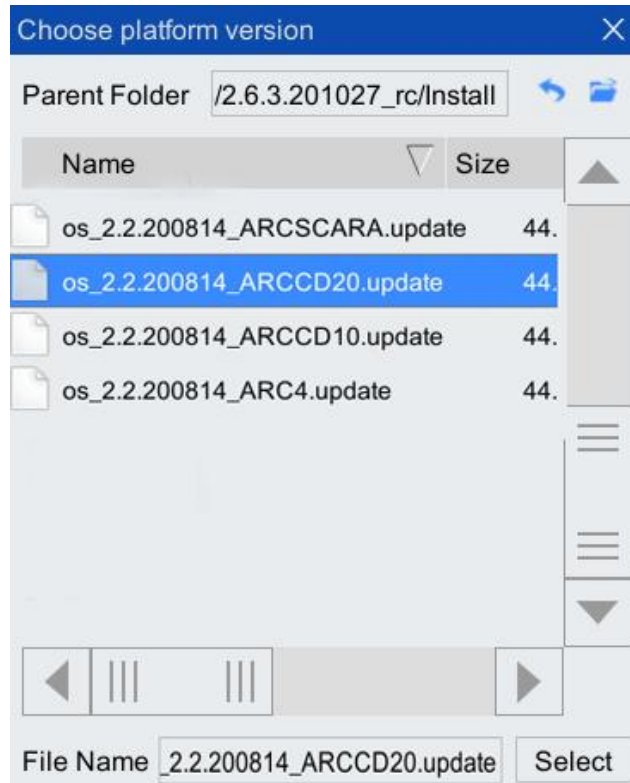 Choose platform version
Parent Folder /2.6.3.201027_rc/Install
Name Size
os_2.2.200814_ARCSCARA.update 44.
os_2.2.200814_ARCCD20.update 44.
os_2.2.200814_ARCCD10.update 44.
os_2.2.200814_ARC4.update 44.
File Name _2.2.200814_ARCCD20.update Select